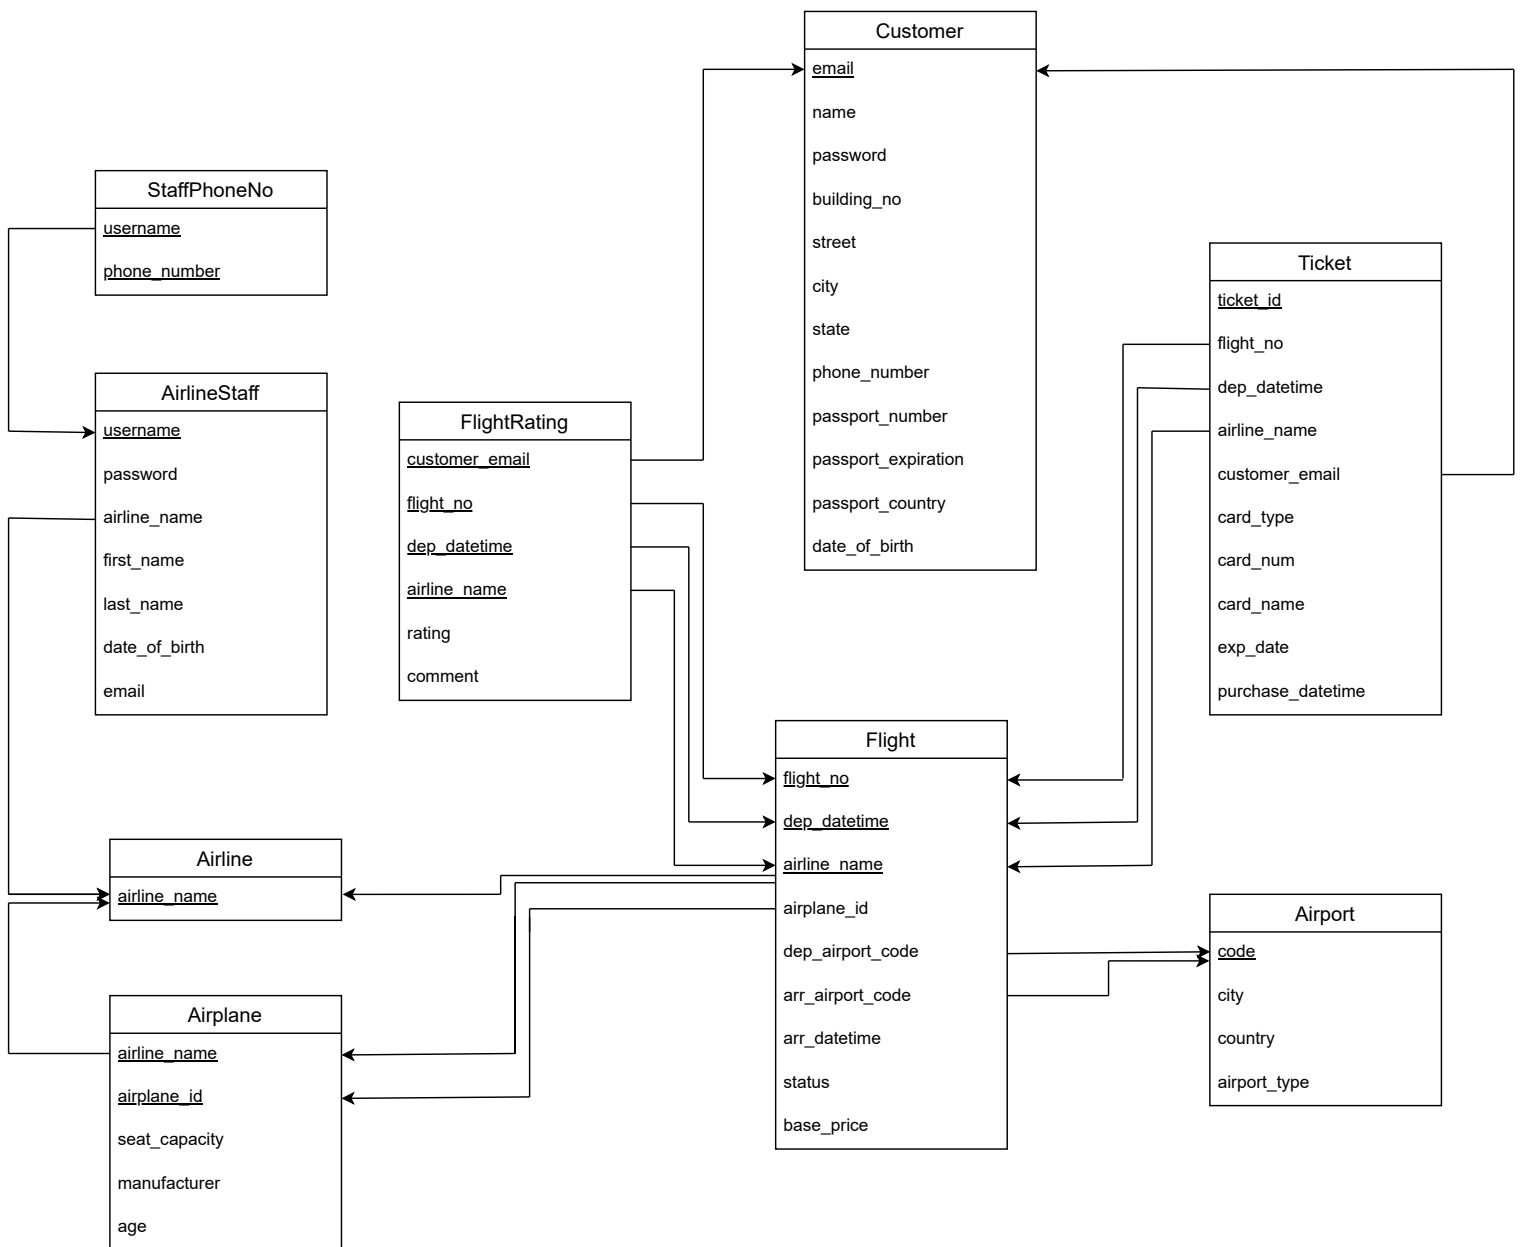 Customer
email
name
password
building_no
street
city
state
phone_number
passport_number
passport_expiration
passport_country
date_of_birth
StaffPhoneNo
username
phone_number
Ticket
ticket_id
flight_no
dep_datetime
airline_name
customer_email
card_type
card_num
card_name
exp_date
purchase_datetime
AirlineStaff
username
password
airline_name
first_name
last_name
date_of_birth
email
FlightRating
customer_email
flight_no
dep_datetime
airline_name
rating
comment
Flight
flight_no
dep_datetime
airline_name
airplane_id
dep_airport_code
arr_airport_code
arr_datetime
status
base_price
Airline
airline_name
Airport
code
city
country
airport_type
Airplane
airline_name
airplane_id
seat_capacity
manufacturer
age